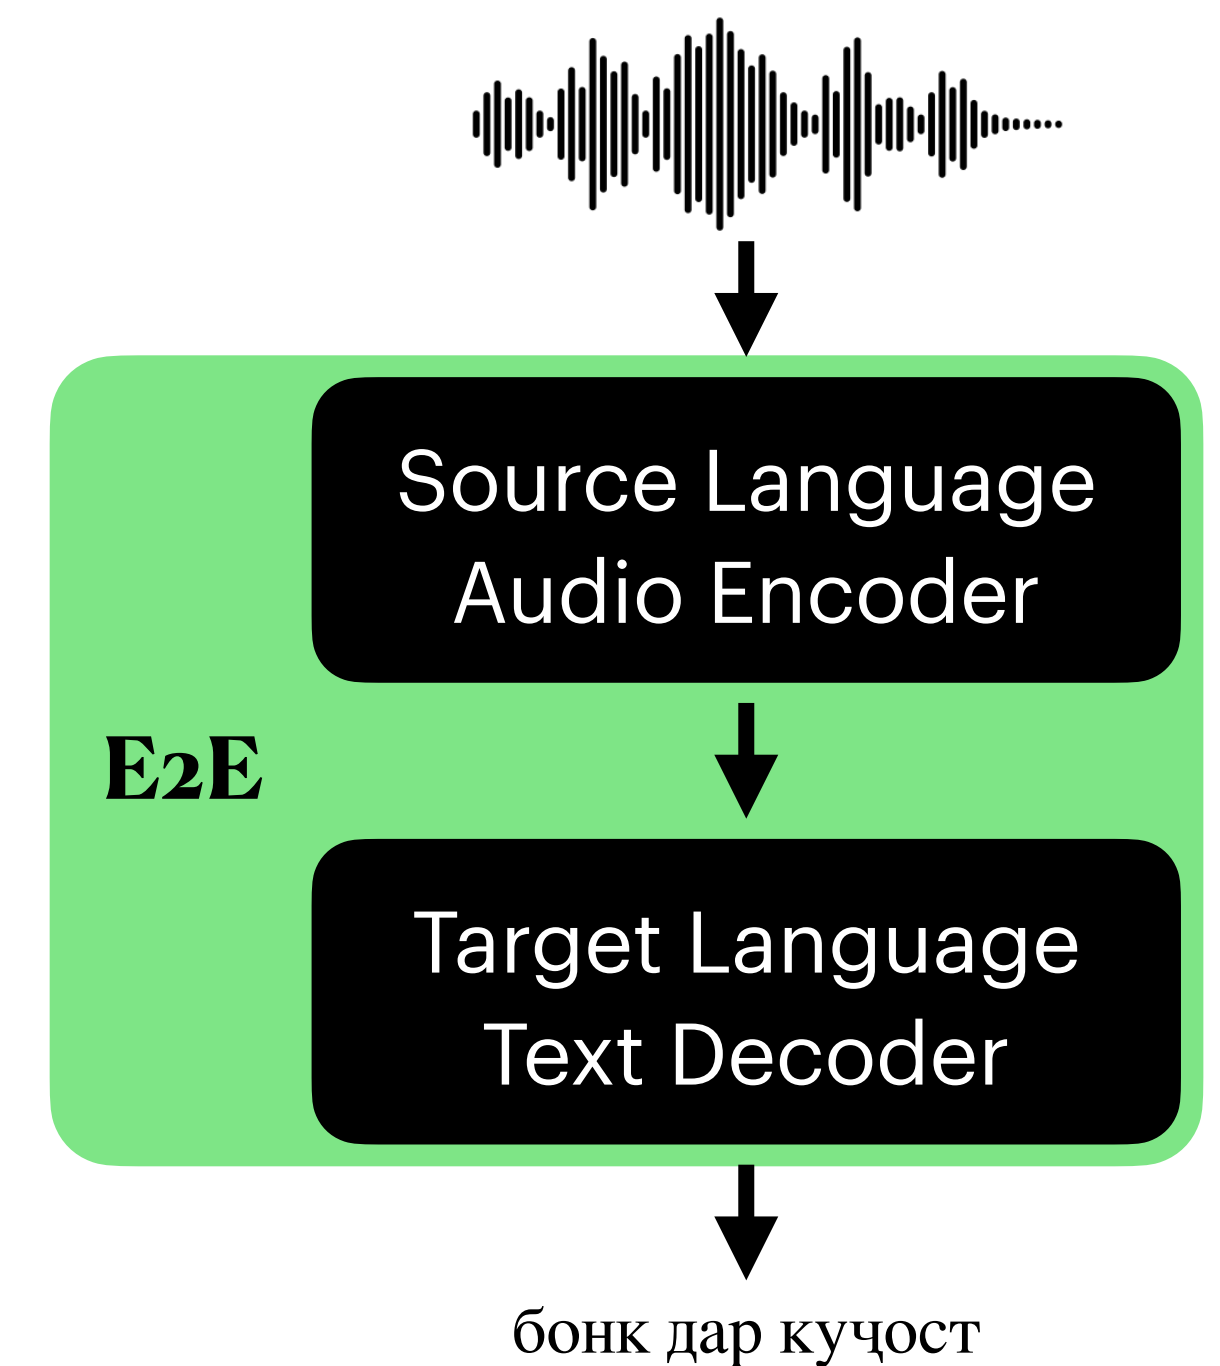 Source Language
Audio Encoder
E2E
Target Language
Text Decoder
бонк дар куҷост